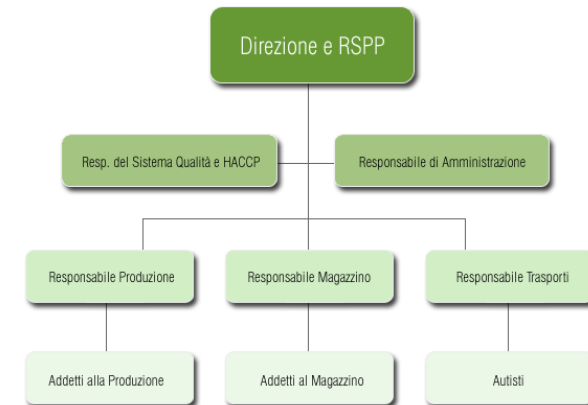 Direzione e RSPP
Resp. del Sistema Qualità e HACCP
Responsabile di Amministrazione
Responsabile Produzione
Responsabile Magazzino
Responsabile Trasporti
Addetti alla Produzione
Addetti al Magazzino
Autisti